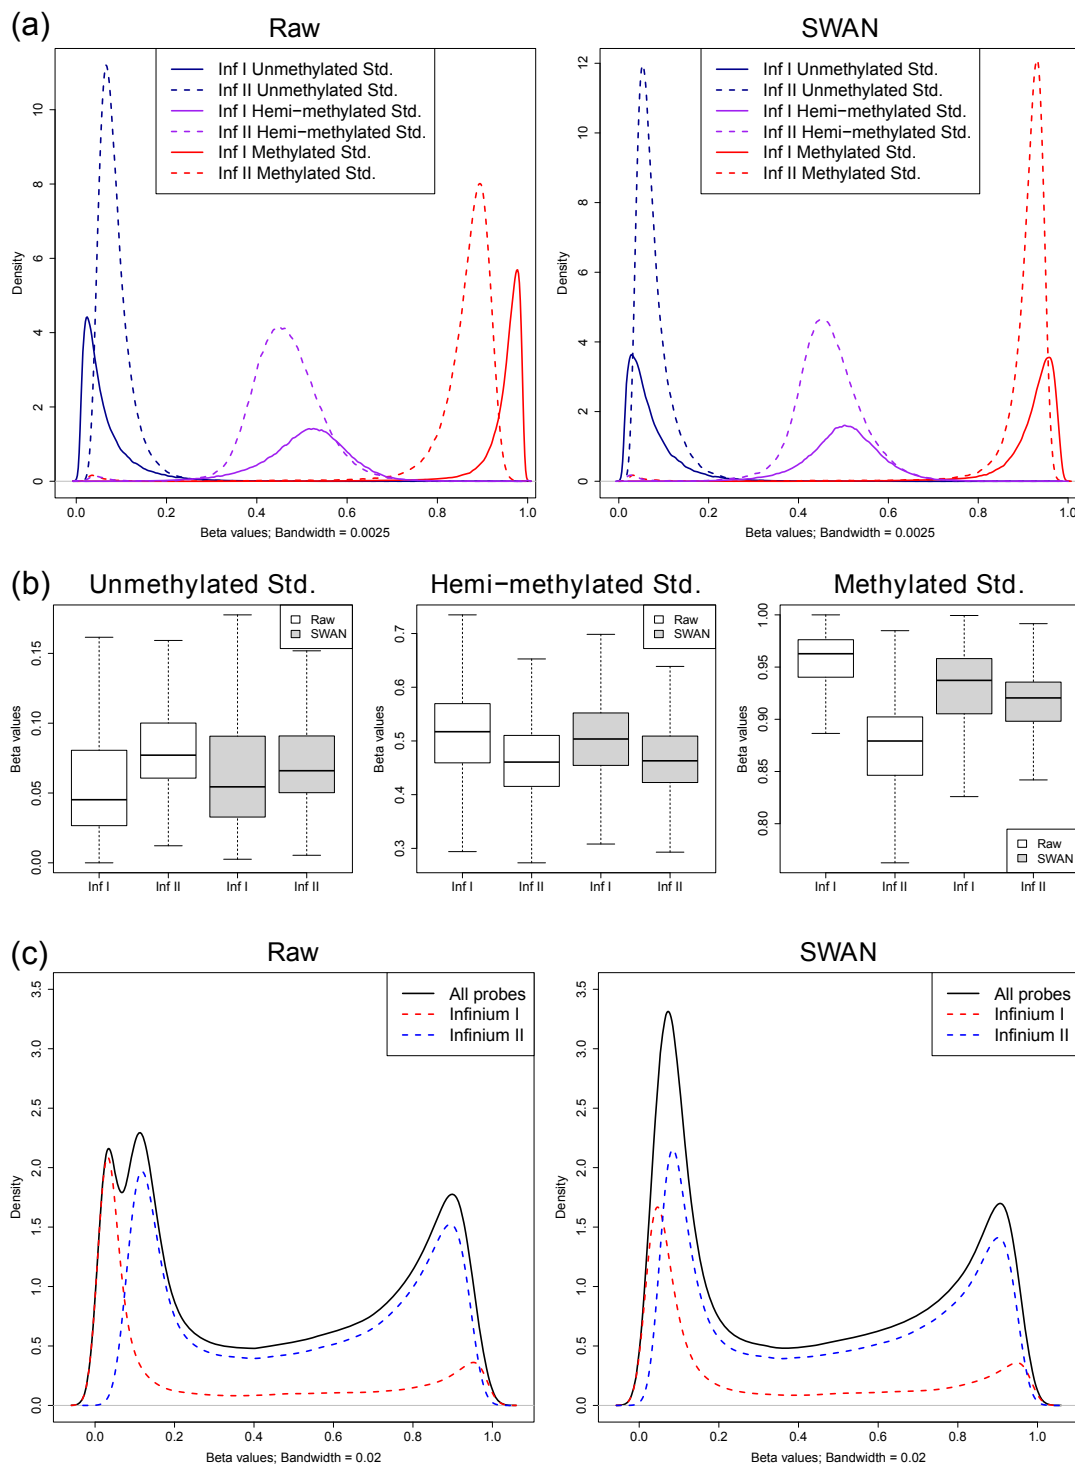 (a)
Raw
SWAN
Inf I Unmethylated Std.
Inf II Unmethylated Std.
Inf I Hemi−methylated Std.
Inf II Hemi−methylated Std.
Inf I Methylated Std.
Inf II Methylated Std.
Inf I Unmethylated Std.
Inf II Unmethylated Std.
Inf I Hemi−methylated Std.
Inf II Hemi−methylated Std.
Inf I Methylated Std.
Inf II Methylated Std.
Density
0 2 4 6 8 10
0.0 0.2 0.4 0.6 0.8 1.0
Beta values; Bandwidth = 0.0025
Density
0 2 4 6 8 10 12
0.0 0.2 0.4 0.6 0.8 1.0
Beta values; Bandwidth = 0.0025
(b)
Unmethylated Std.
Hemi−methylated Std.
Methylated Std.
Raw
SWAN
Beta values
0.00 0.05 0.10 0.15
Inf I Inf II Inf I Inf II
Raw
SWAN
Beta values
0.3 0.4 0.5 0.6 0.7
Inf I Inf II Inf I Inf II
Raw
SWAN
Beta values
0.80 0.85 0.90 0.95 1.00
Inf I Inf II Inf I Inf II
(c)
Raw
SWAN
All probes
Infinium I
Infinium II
All probes
Infinium I
Infinium II
Density
0.0 0.5 1.0 1.5 2.0 2.5 3.0 3.5
0.0 0.2 0.4 0.6 0.8 1.0
Beta values; Bandwidth = 0.02
Density
0.0 0.5 1.0 1.5 2.0 2.5 3.0 3.5
0.0 0.2 0.4 0.6 0.8 1.0
Beta values; Bandwidth = 0.02